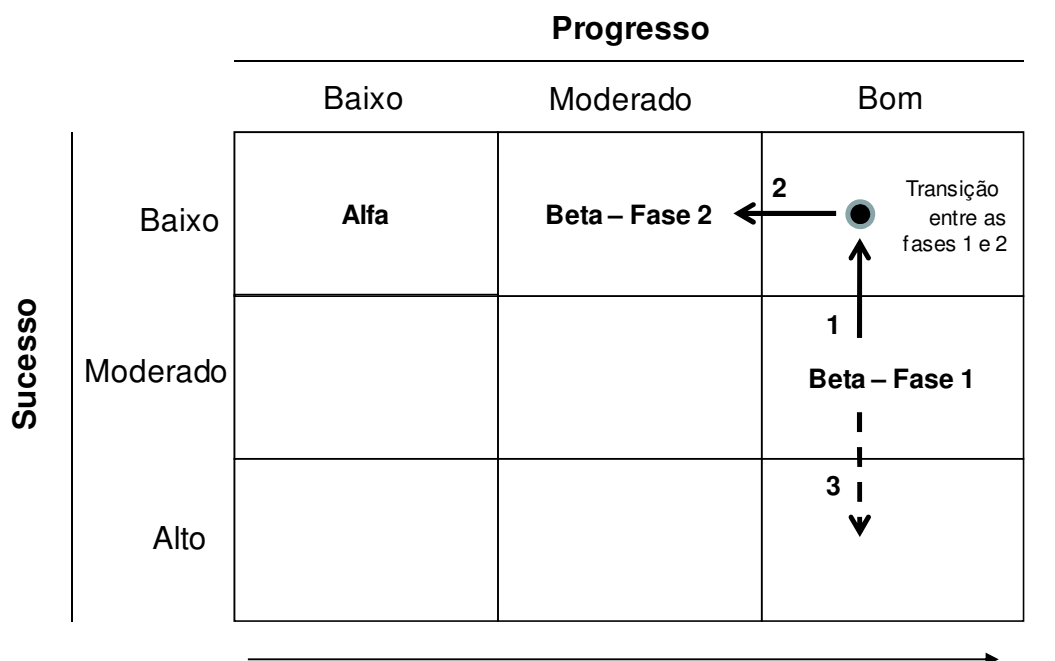 Progresso
Baixo
Moderado
Bom
Sucesso
Baixo
Alfa
Beta – Fase 2
2
Transição
entre as
fases 1 e 2
1
Moderado
Beta – Fase 1
3
Alto